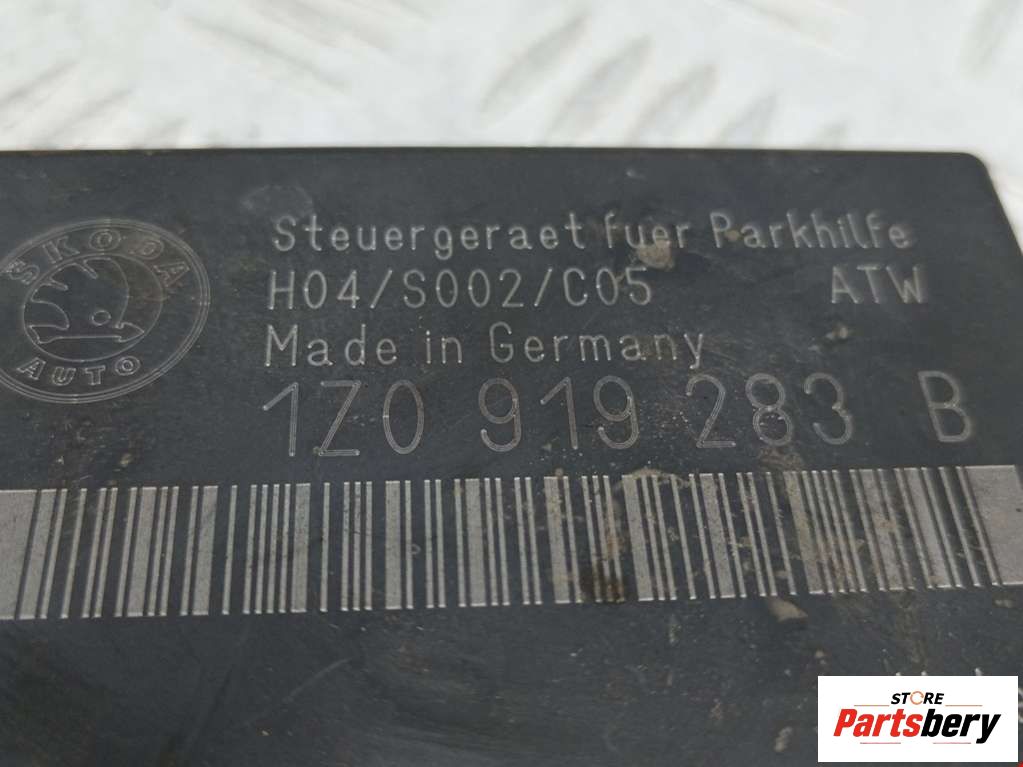 ŠKODA
AUTO
Steuergeraet fuer Parkhilfe
H04/S002/C05 ATW
Made in Germany
1Z0 919 283 B
STORE
Partsbery